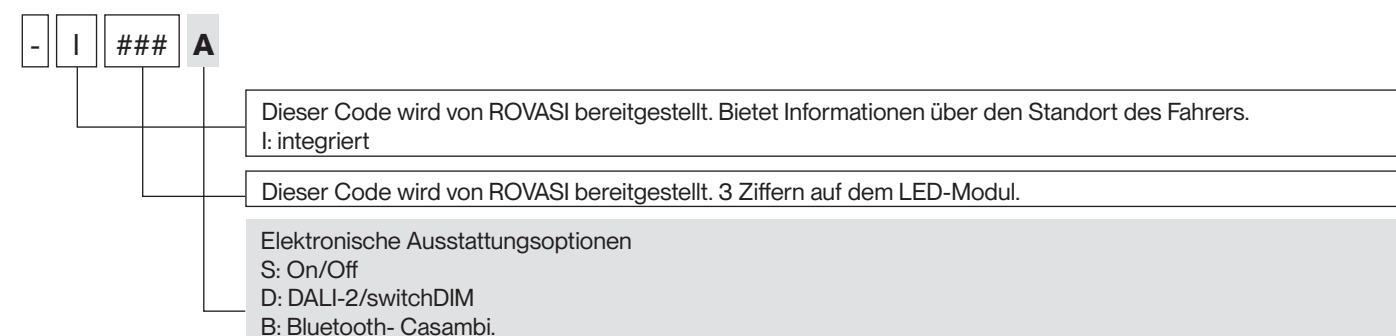 - I ### A
Dieser Code wird von ROVASI bereitgestellt. Bietet Informationen über den Standort des Fahrers.
I: integriert
Dieser Code wird von ROVASI bereitgestellt. 3 Ziffern auf dem LED-Modul.
Elektronische Ausstattungsoptionen
S: On/Off
D: DALI-2/switchDIM
B: Bluetooth- Casambi.